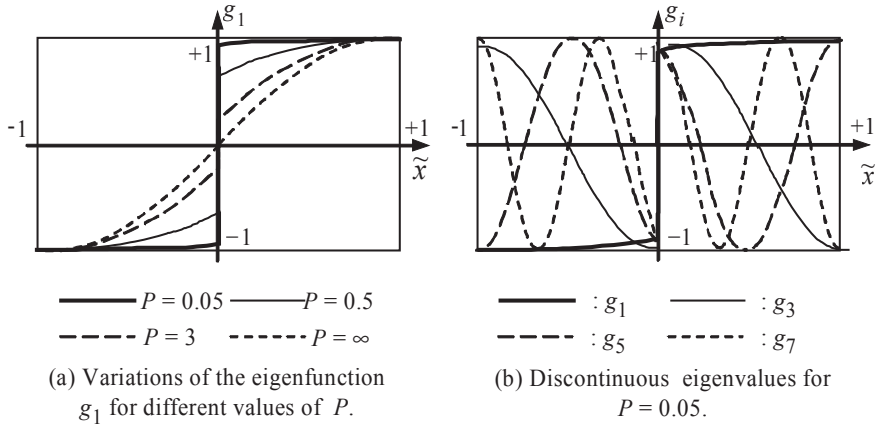 g1
gi
+1
+1
-1
+1
-1
+1
x̃
x̃
−1
−1
P = 0.05
P = 0.5
P = 3
P = ∞
: g1
: g3
: g5
: g7
(a) Variations of the eigenfunction
g1 for different values of P.
(b) Discontinuous eigenvalues for
P = 0.05.